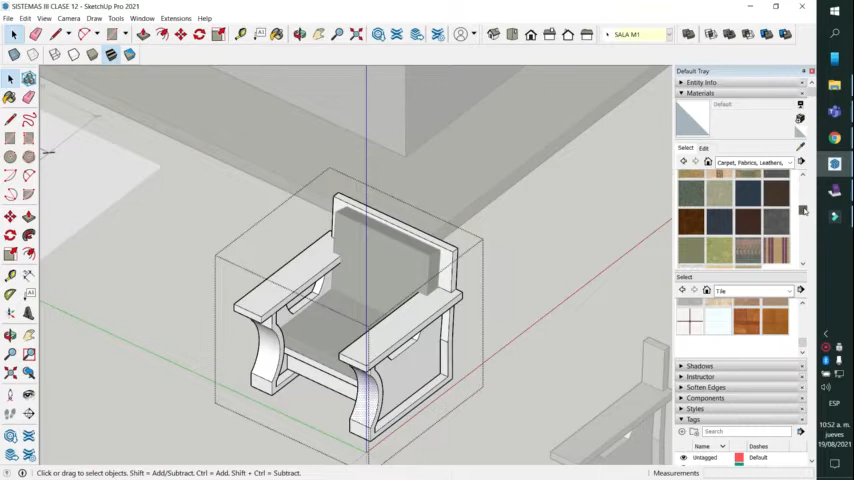 SISTEMAS III CLASE 12 - SketchUp Pro 2021
File Edit View Camera Draw Tools Window Extensions Help
SALA M1
Default Tray
Entity Info
Materials
Default
Select Edit
Carpet, Fabrics, Leathers,
Select
Tile
Shadows
Instructor
Soften Edges
Components
Styles
Tags
Search
Name Dashes
Untagged Default
Click or drag to select objects. Shift = Add/Subtract. Ctrl = Add. Shift + Ctrl = Subtract.
Measurements
ESP
10:52 a. m.
jueves
19/08/2021